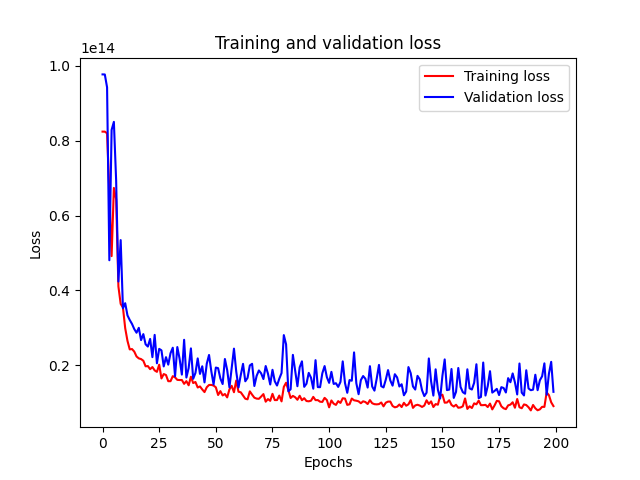 Training and validation loss
1e14
Training loss
Validation loss
Loss
1.0
0.8
0.6
0.4
0.2
0 25 50 75 100 125 150 175 200
Epochs